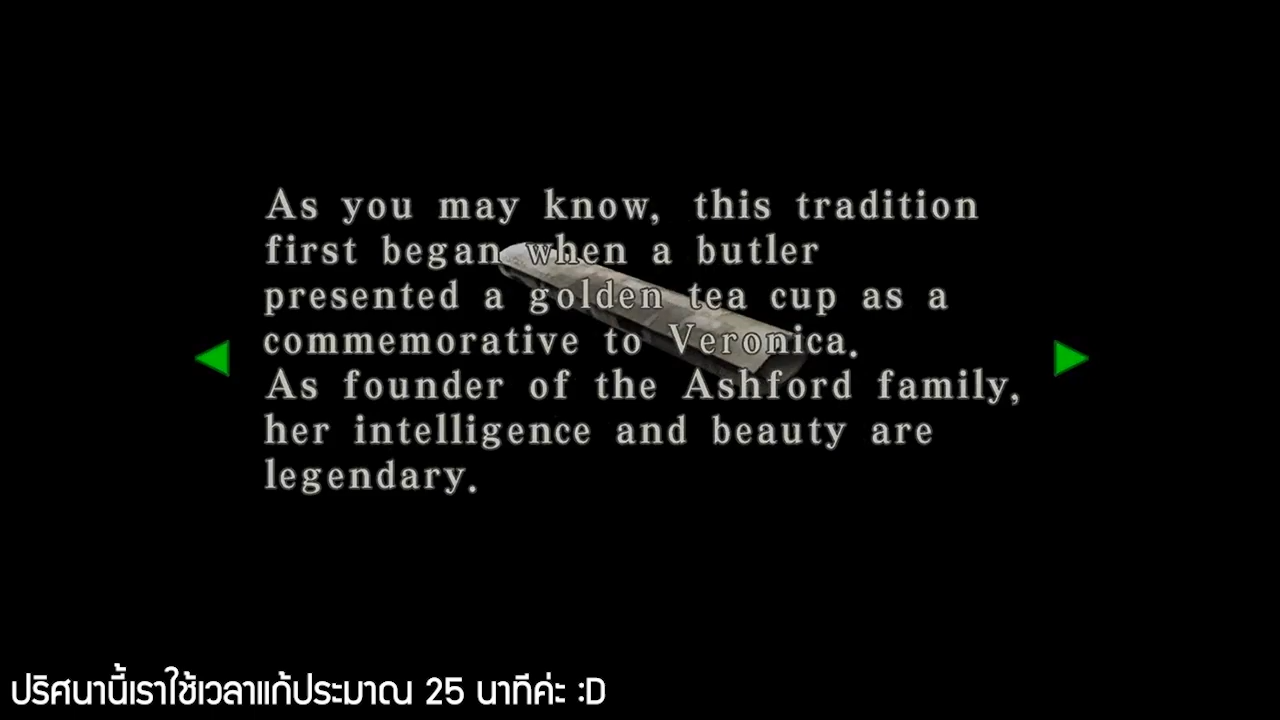 As you may know, this tradition
first began when a butler
presented a golden tea cup as a
commemorative to Veronica.
As founder of the Ashford family,
her intelligence and beauty are
legendary.
ปริศนานี้เราใช้เวลาแก้ประมาณ 25 นาทีค่ะ :D